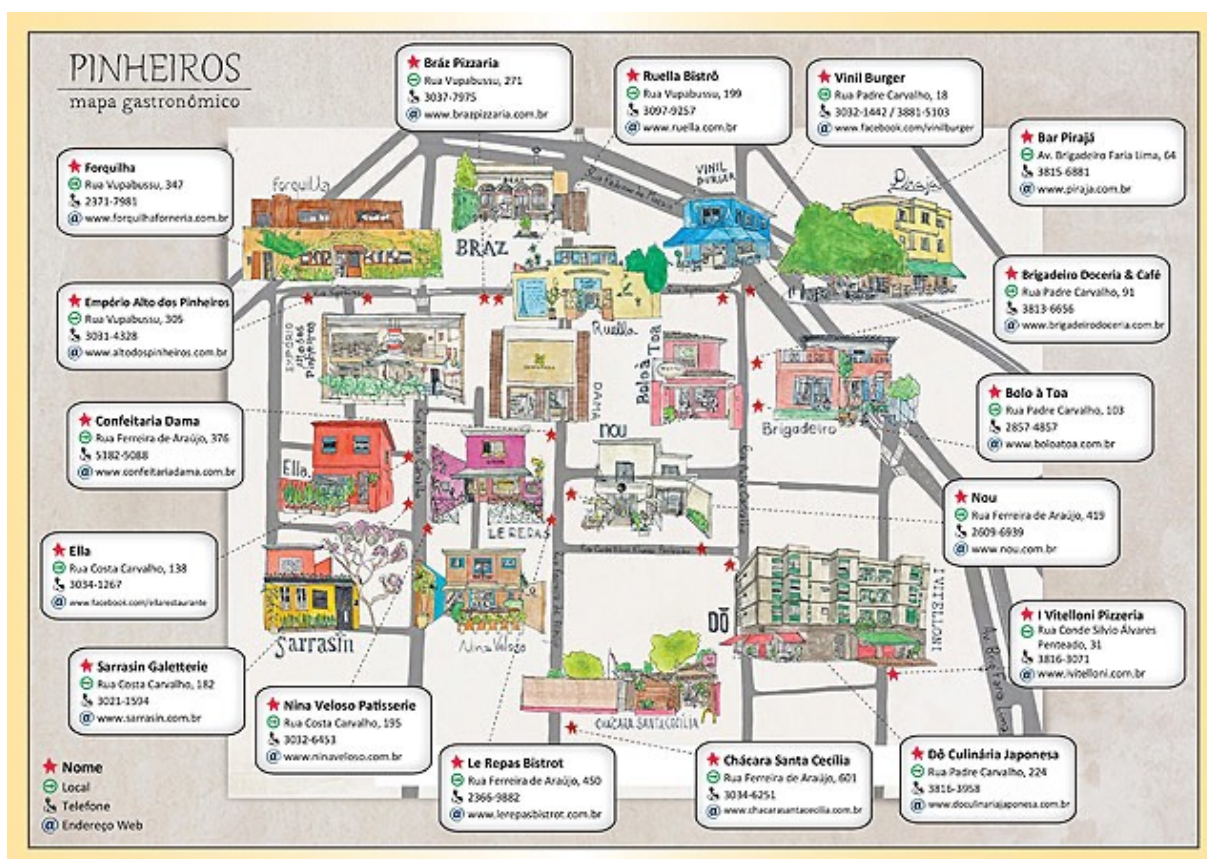 PINHEIROS
mapa gastronômico
Bráz Pizzaria
Rua Vupabussu, 271
3037-7975
www.brazpizzaria.com.br
Ruella Bistrô
Rua Vupabussu, 199
3097-9257
www.ruella.com.br
Vinil Burger
Rua Padre Carvalho, 18
3032-1442 / 3881-5103
www.facebook.com/vinilburger
Bar Pirajá
Av. Brigadeiro Faria Lima, 64
3815-6881
www.piraja.com.br
Forquilha
Rua Vupabussu, 347
2371-7981
www.forquilhaforneria.com.br
Empório Alto dos Pinheiros
Rua Vupabussu, 305
3031-4328
www.altodospinheiros.com.br
Brigadeiro Doceria & Café
Rua Padre Carvalho, 91
3813-6656
www.brigadeirodoceria.com.br
Confeitaria Dama
Rua Ferreira de Araújo, 376
5182-5088
www.confeitariadama.com.br
Bolo à Toa
Rua Padre Carvalho, 103
2857-4857
www.boloatoa.com.br
Ella
Rua Costa Carvalho, 138
3034-1267
www.facebook.com/ellarestaurante
Nou
Rua Ferreira de Araújo, 419
2609-6939
www.nou.com.br
Sarrasin Galetterie
Rua Costa Carvalho, 182
3021-1594
www.sarrasin.com.br
Nina Veloso Patisserie
Rua Costa Carvalho, 195
3032-6453
www.ninaveloso.com.br
Le Repas Bistrot
Rua Ferreira de Araújo, 450
2366-9882
www.lerepasbistrot.com.br
Chácara Santa Cecília
Rua Ferreira de Araújo, 601
3034-6251
www.chacarasantacecilia.com.br
Dô Culinária Japonesa
Rua Padre Carvalho, 224
3816-3958
www.doculinariajaponesa.com.br
I Vitelloni Pizzeria
Rua Conde Silvio Álvares
Penteado, 31
3816-3071
www.ivitelloni.com.br
Nome
Local
Telefone
Endereço Web
Forquilha
BRÁZ
VINIL
BURGER
Pirajá
Ruella
EMPÓRIO
Alto dos
Pinheiros
DAMA
Bolo à Toa
Brigadeiro
Ella
LE REPAS
nou
Sarrasin
Nina Veloso
DÔ
I VITELLONI
CHÁCARA SANTA CECÍLIA
Av. Brig. Faria Lima